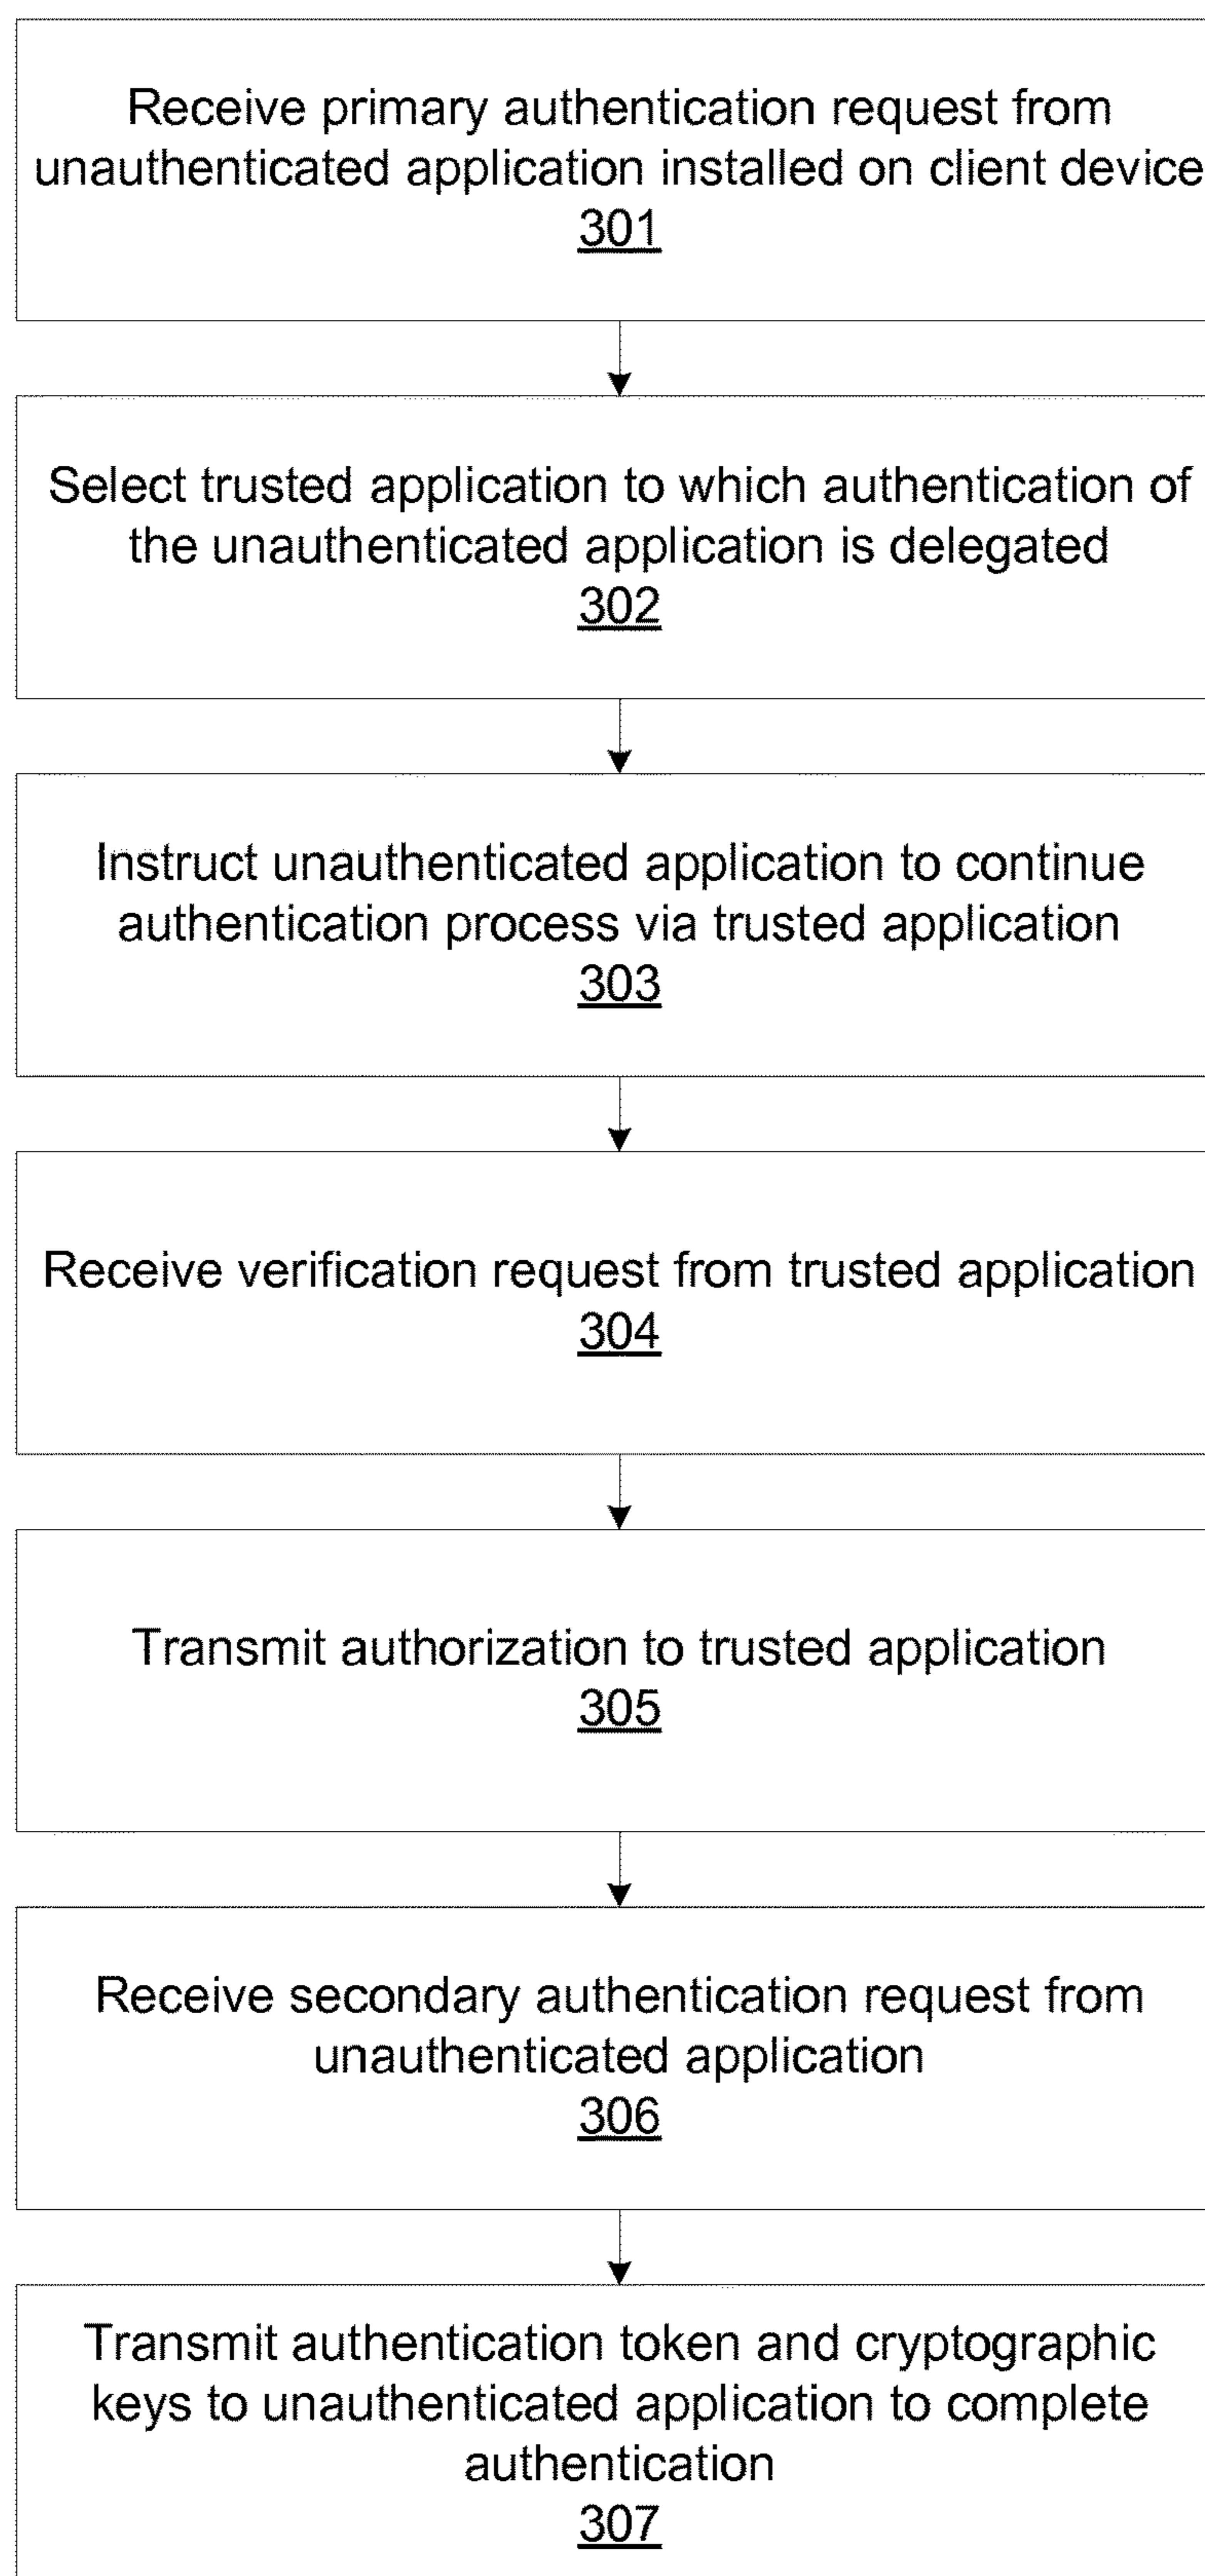 Receive primary authentication request from
unauthenticated application installed on client device
301
Select trusted application to which authentication of
the unauthenticated application is delegated
302
Instruct unauthenticated application to continue
authentication process via trusted application
303
Receive verification request from trusted application
304
Transmit authorization to trusted application
305
Receive secondary authentication request from
unauthenticated application
306
Transmit authentication token and cryptographic
keys to unauthenticated application to complete
authentication
307